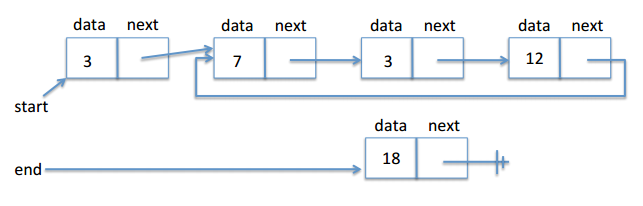 data next data next data next data next
3 7 3 12
start
data next
end 18